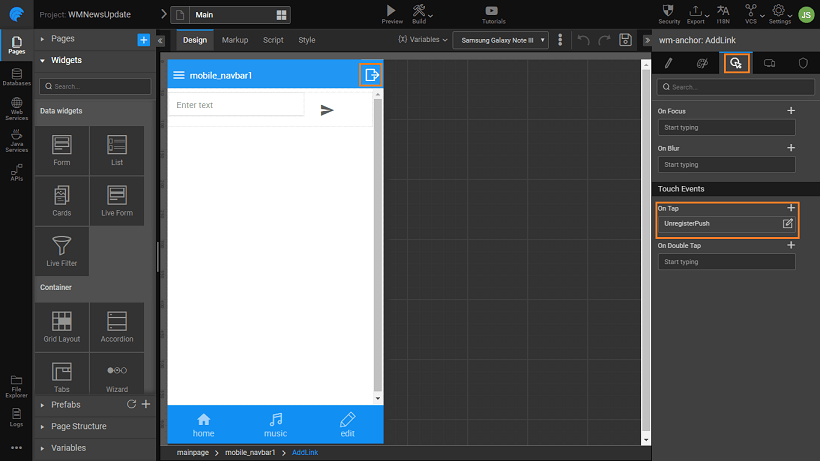 Project: WMNewsUpdate
Main
Preview
Build
Tutorials
Security
Export
I18N
VCS
Settings
JS
Pages
Databases
Web
Services
Java
Services
APIs
File
Explorer
Logs
Pages
Widgets
Search...
Data widgets
Form
List
Cards
Live Form
Live Filter
Container
Grid Layout
Accordion
Tabs
Wizard
Prefabs
Page Structure
Variables
Design
Markup
Script
Style
(x) Variables
Samsung Galaxy Note III
mobile_navbar1
Enter text
home
music
edit
mainpage
mobile_navbar1
AddLink
wm-anchor: AddLink
Search...
On Focus
Start typing
On Blur
Start typing
Touch Events
On Tap
UnregisterPush
On Double Tap
Start typing